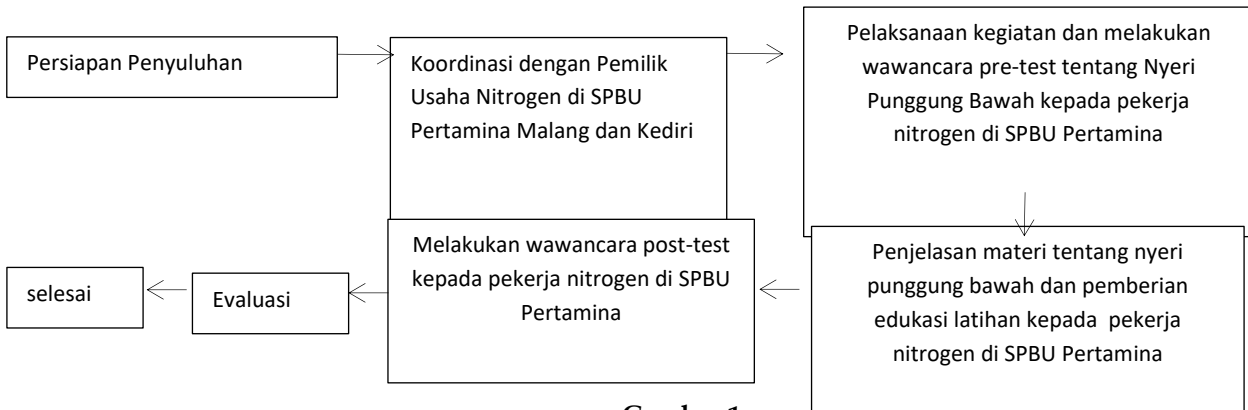 Persiapan Penyuluhan
Koordinasi dengan Pemilik
Usaha Nitrogen di SPBU
Pertamina Malang dan Kediri
Pelaksanaan kegiatan dan melakukan
wawancara pre-test tentang Nyeri
Punggung Bawah kepada pekerja
nitrogen di SPBU Pertamina
Penjelasan materi tentang nyeri
punggung bawah dan pemberian
edukasi latihan kepada pekerja
nitrogen di SPBU Pertamina
Melakukan wawancara post-test
kepada pekerja nitrogen di SPBU
Pertamina
Evaluasi
selesai